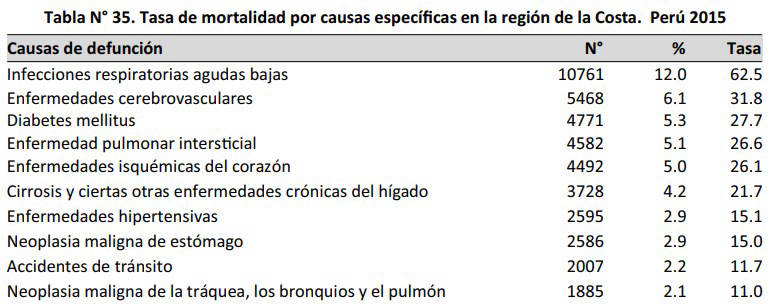 Tabla N° 35. Tasa de mortalidad por causas específicas en la región de la Costa.  Perú 2015
Causas de defunción N° % Tasa
Infecciones respiratorias agudas bajas 10761 12.0 62.5
Enfermedades cerebrovasculares 5468 6.1 31.8
Diabetes mellitus 4771 5.3 27.7
Enfermedad pulmonar intersticial 4582 5.1 26.6
Enfermedades isquémicas del corazón 4492 5.0 26.1
Cirrosis y ciertas otras enfermedades crónicas del hígado 3728 4.2 21.7
Enfermedades hipertensivas 2595 2.9 15.1
Neoplasia maligna de estómago 2586 2.9 15.0
Accidentes de tránsito 2007 2.2 11.7
Neoplasia maligna de la tráquea, los bronquios y el pulmón 1885 2.1 11.0